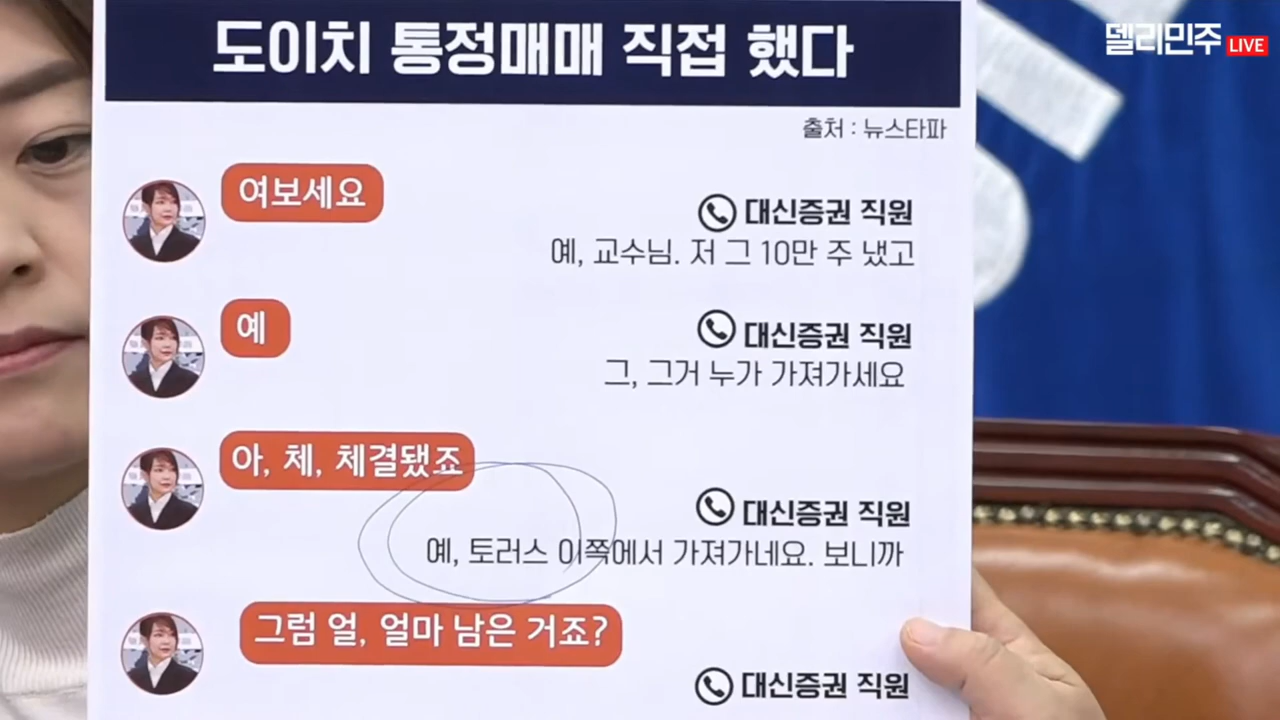 도이치 통정매매 직접 했다
델리민주 LIVE
출처 : 뉴스타파
여보세요
대신증권 직원
예, 교수님. 저 그 10만 주 냈고
예
대신증권 직원
그, 그거 누가 가져가세요
아, 체, 체결됐죠
대신증권 직원
예, 토러스 이쪽에서 가져가네요. 보니까
그럼 얼, 얼마 남은 거죠?
대신증권 직원